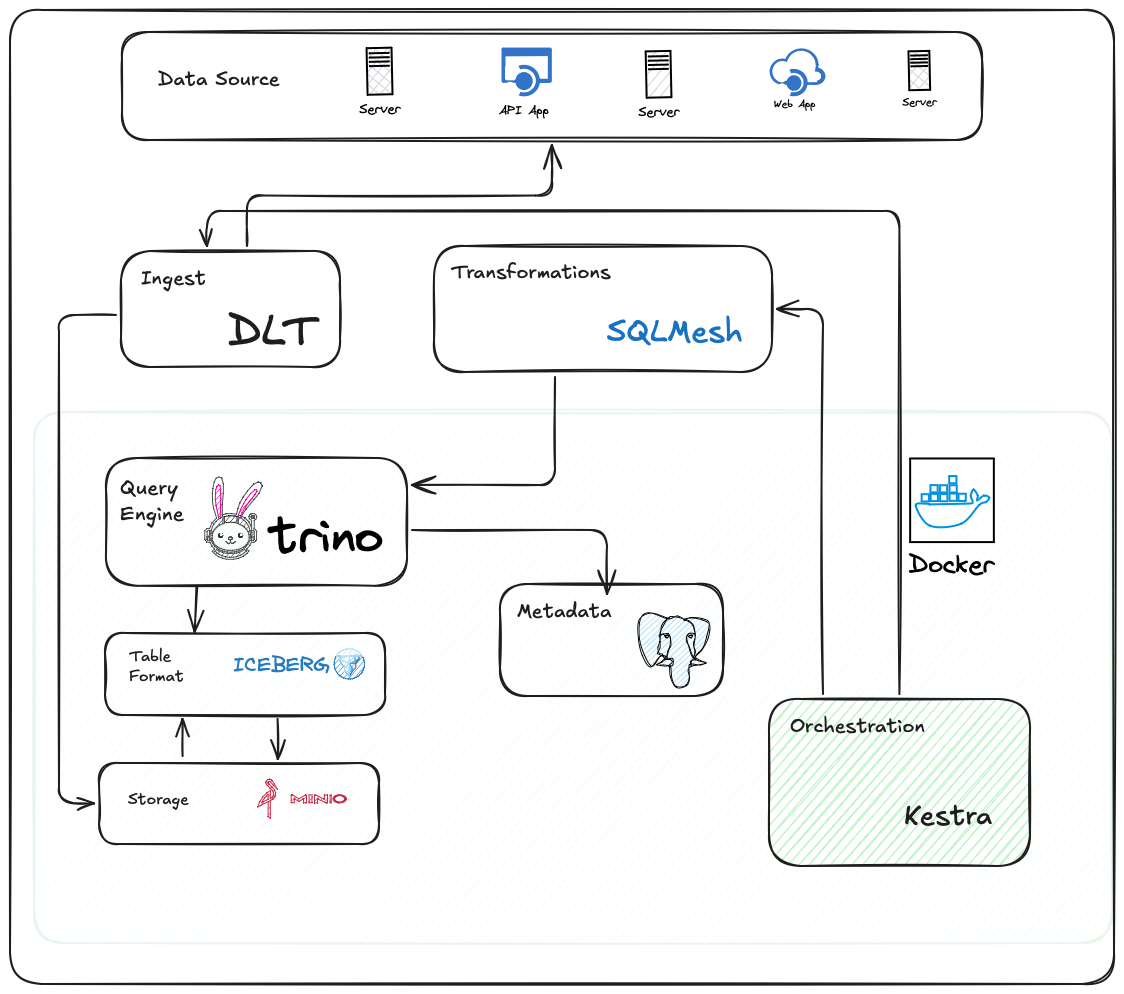 Data Source
Server
API App
Server
Web App
Server
Ingest
DLT
Transformations
SQLMesh
Query
Engine
trino
Docker
Metadata
Table
Format
ICEBERG
Orchestration
Storage
MINIO
Kestra